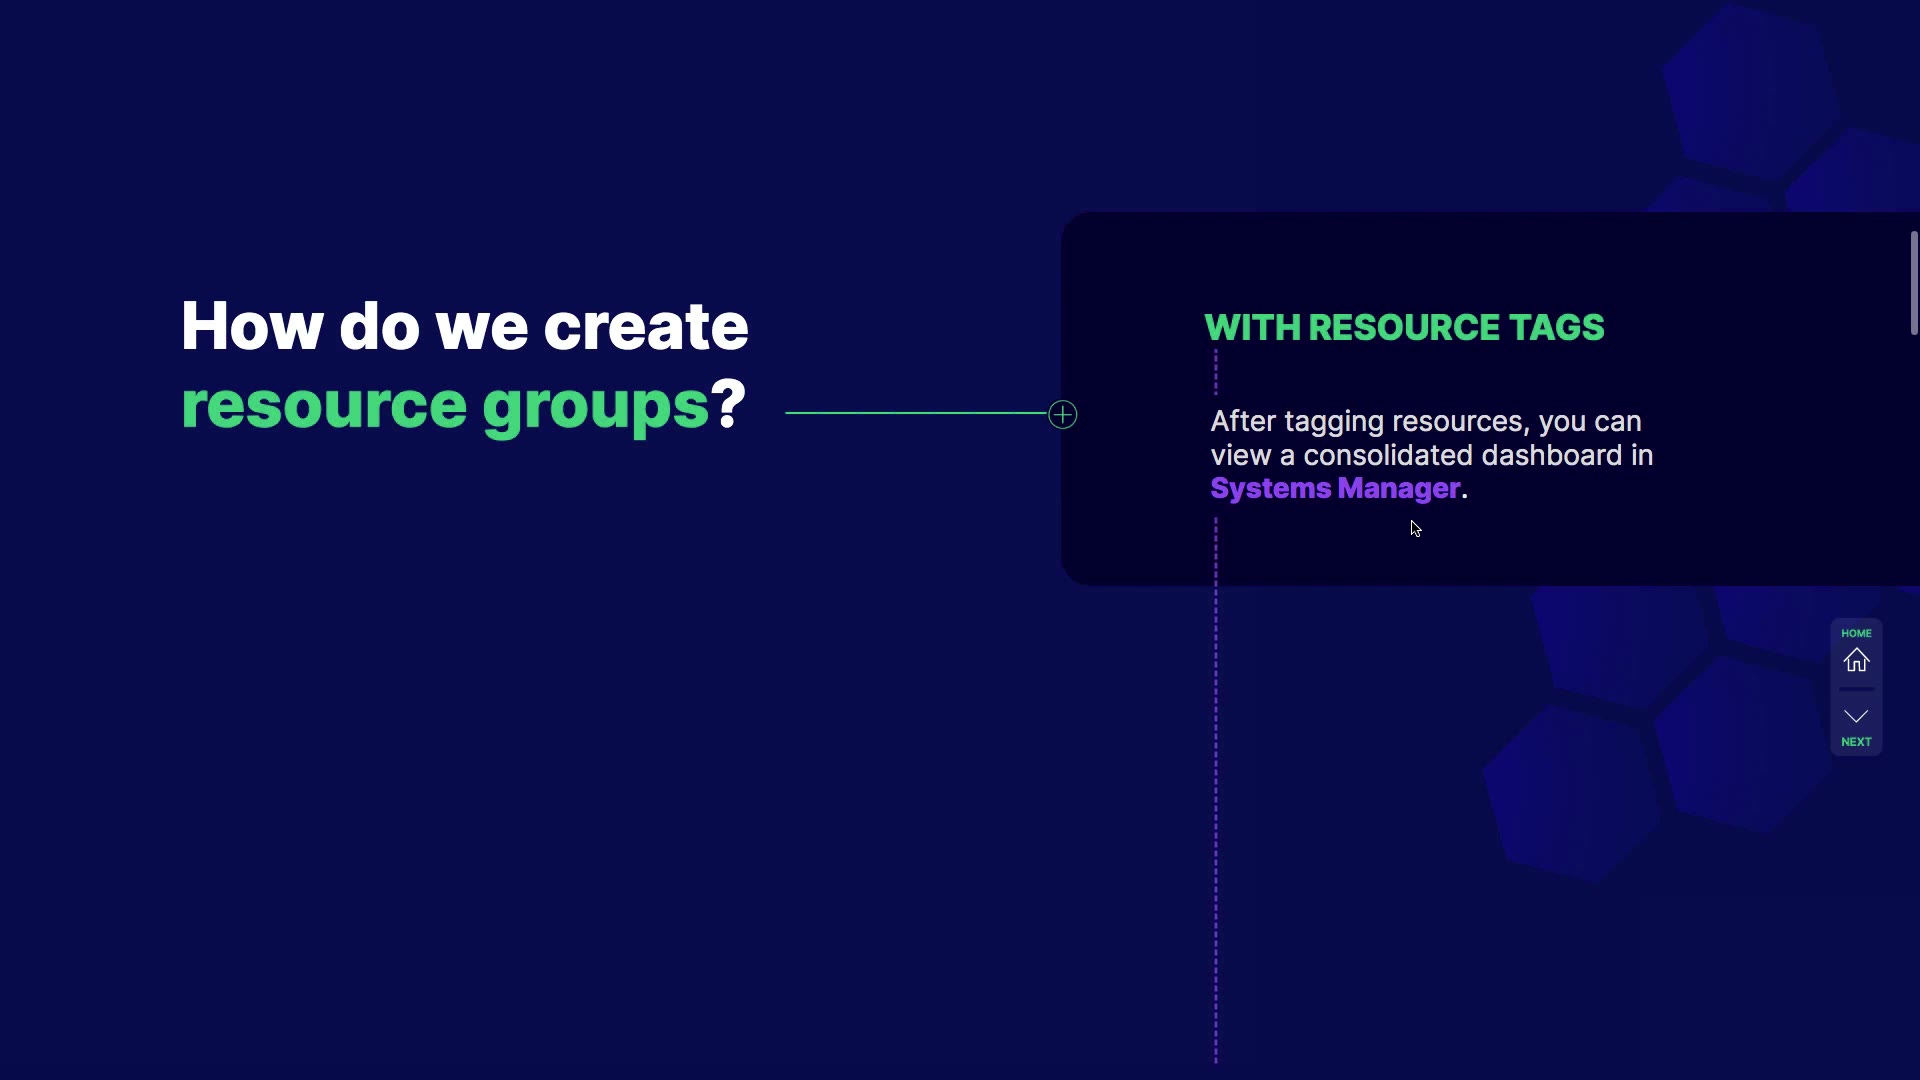 How do we create
resource groups?
WITH RESOURCE TAGS
After tagging resources, you can
view a consolidated dashboard in
Systems Manager.
HOME
NEXT